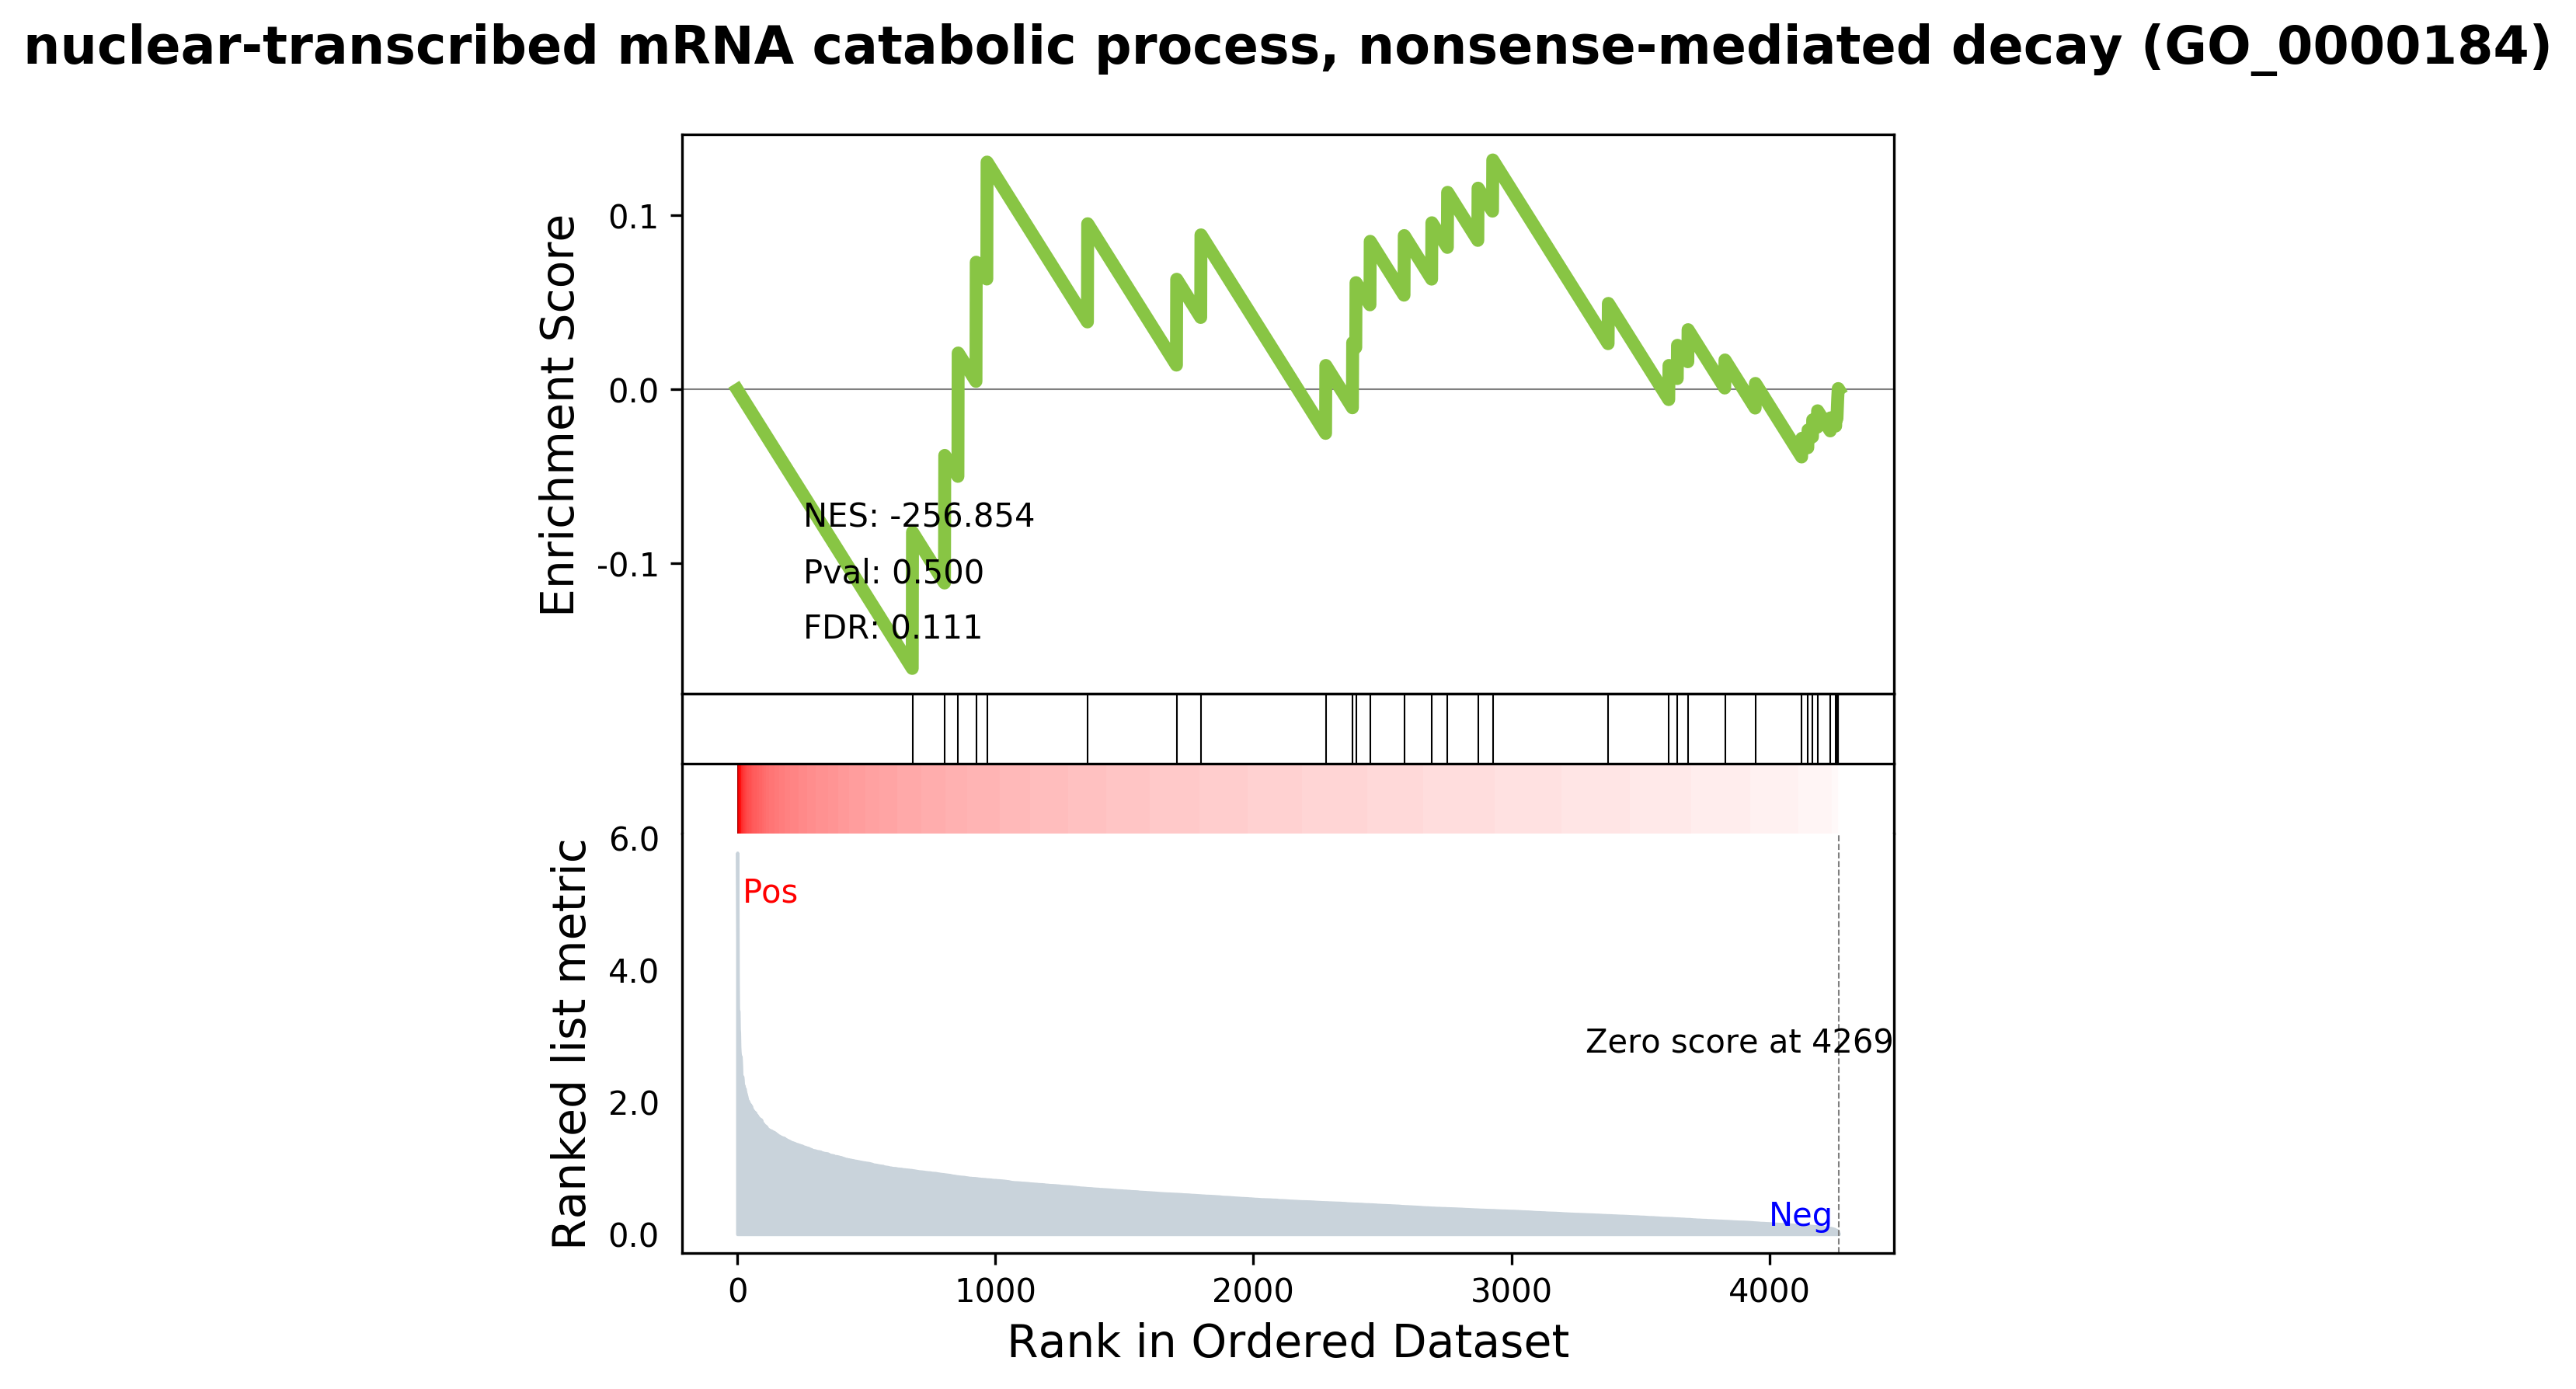 nuclear-transcribed mRNA catabolic process, nonsense-mediated decay (GO_0000184)
Enrichment Score
0.1
0.0
-0.1
NES: -256.854
Pval: 0.500
FDR: 0.111
Ranked list metric
6.0
4.0
2.0
0.0
Pos
Zero score at 4269
Neg
0 1000 2000 3000 4000
Rank in Ordered Dataset